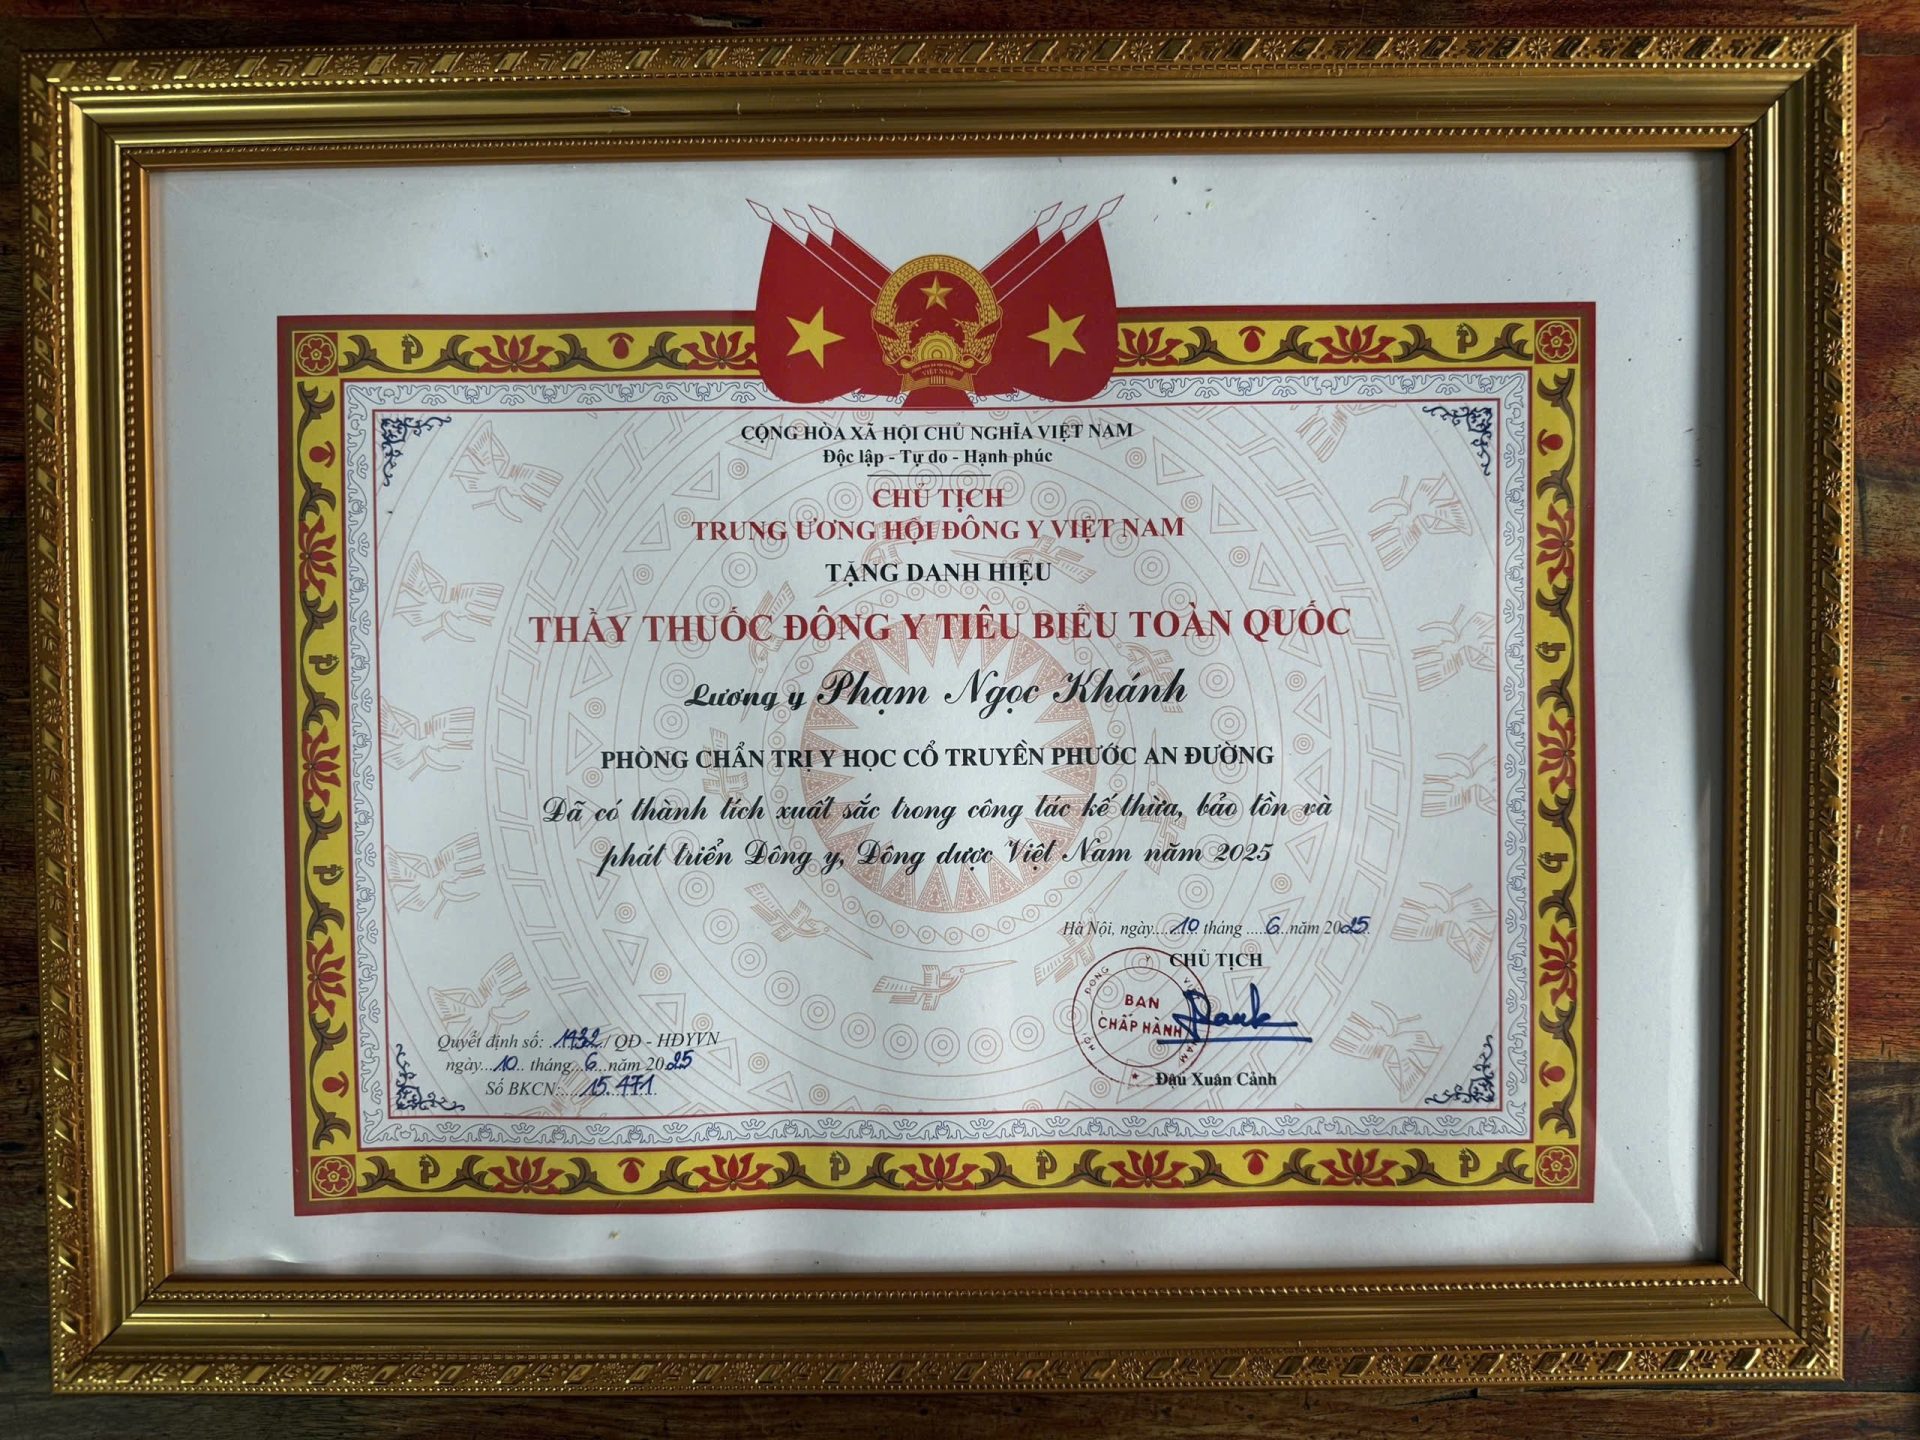 CỘNG HÒA XÃ HỘI CHỦ NGHĨA VIỆT NAM
Độc lập - Tự do - Hạnh phúc
CHỦ TỊCH
TRUNG ƯƠNG HỘI ĐÔNG Y VIỆT NAM
TẶNG DANH HIỆU
THẦY THUỐC ĐÔNG Y TIÊU BIỂU TOÀN QUỐC
Lương y Phạm Ngọc Khánh
PHÒNG CHẨN TRỊ Y HỌC CỔ TRUYỀN PHƯỚC AN ĐƯỜNG
Đã có thành tích xuất sắc trong công tác kế thừa, bảo tồn và
phát triển Đông y, Đông dược Việt Nam năm 2025
Hà Nội, ngày 10 tháng 6 năm 2025
CHỦ TỊCH
HỘI ĐÔNG Y VIỆT NAM
BAN
CHẤP HÀNH
Đậu Xuân Cảnh
Quyết định số: 1432/ QĐ - HĐYVN
ngày 10 tháng 6 năm 2025
Số BKCN: 15.471